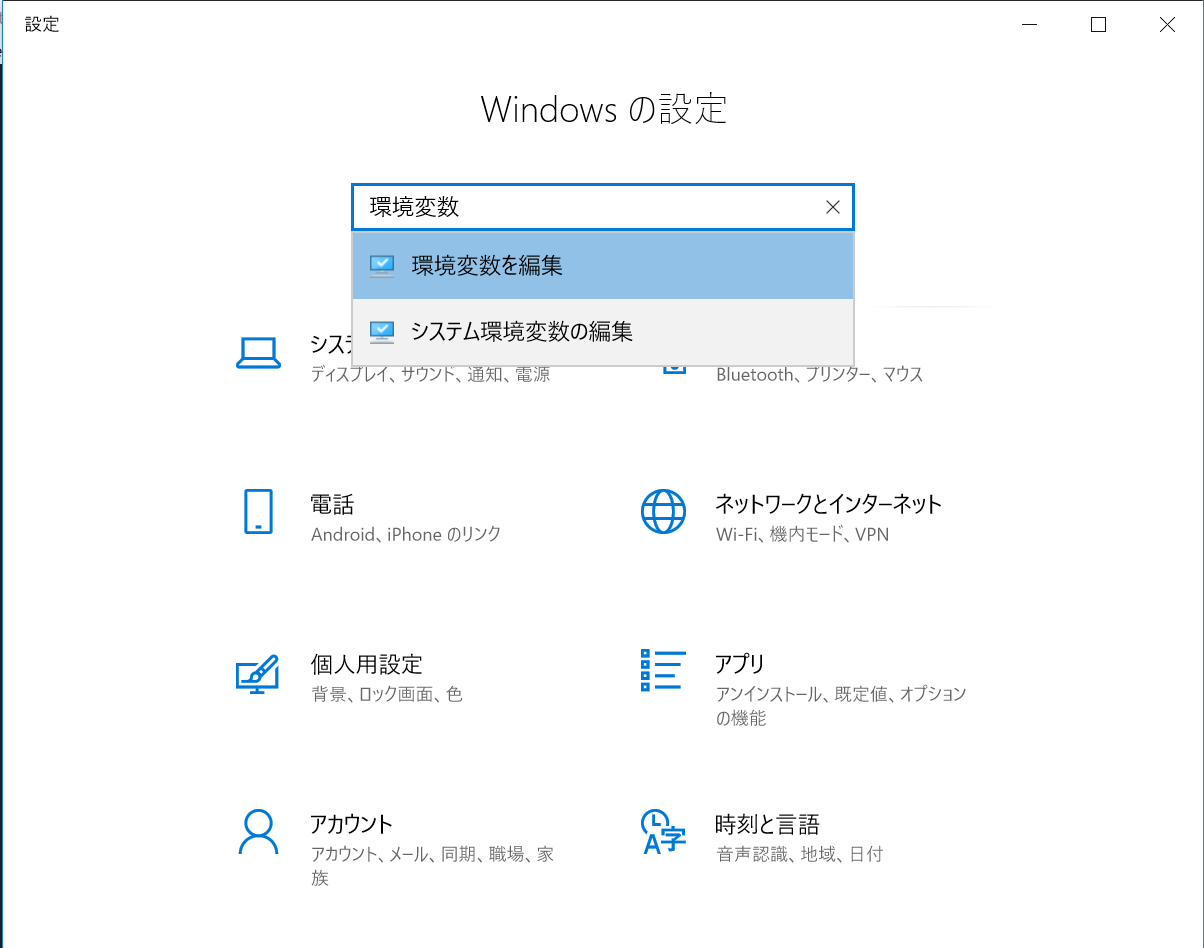 設定
Windows の設定
環境変数
環境変数を編集
システム環境変数の編集
ディスプレイ、サウンド、通知、電源
Bluetooth、プリンター、マウス
電話
Android、iPhone のリンク
ネットワークとインターネット
Wi-Fi、機内モード、VPN
個人用設定
背景、ロック画面、色
アプリ
アンインストール、既定値、オプション
の機能
アカウント
アカウント、メール、同期、職場、家
族
時刻と言語
音声認識、地域、日付